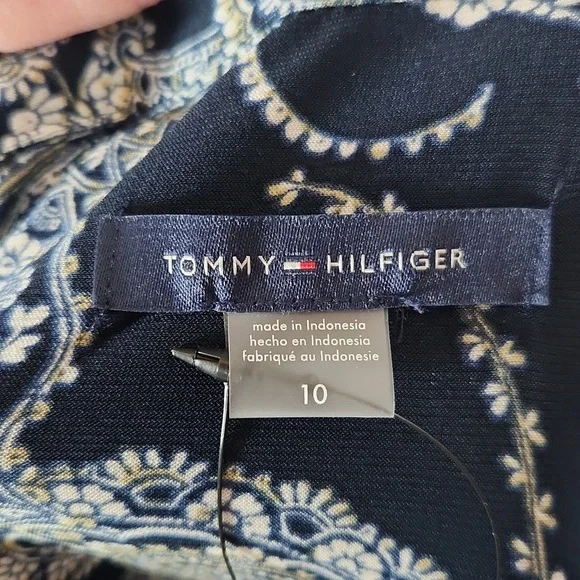 TOMMY HILFIGER
made in Indonesia
hecho en Indonesia
fabriqué au Indonesie
10